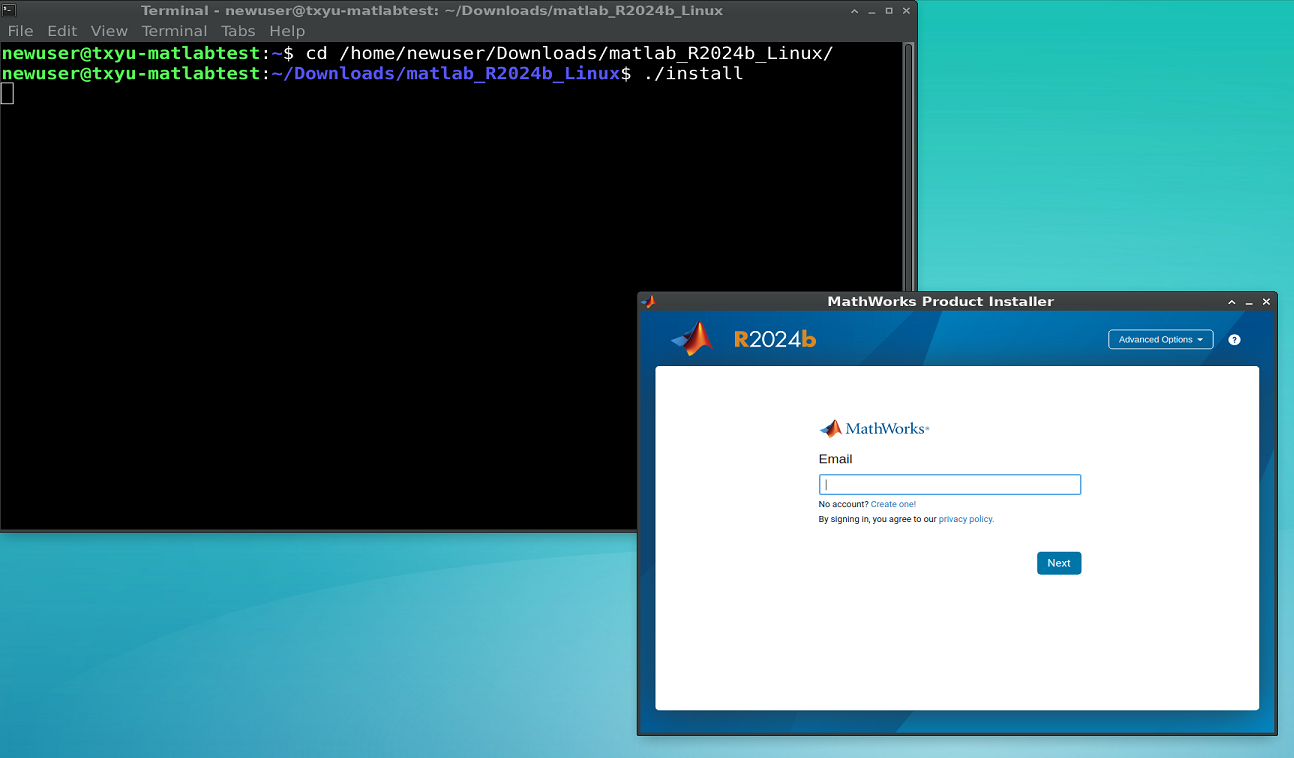 Terminal - newuser@txyu-matlabtest: ~/Downloads/matlab_R2024b_Linux
File Edit View Terminal Tabs Help
newuser@txyu-matlabtest:~$ cd /home/newuser/Downloads/matlab_R2024b_Linux/
newuser@txyu-matlabtest:~/Downloads/matlab_R2024b_Linux$ ./install
MathWorks Product Installer
R2024b
Advanced Options
?
MathWorks®
Email
No account? Create one!
By signing in, you agree to our privacy policy.
Next